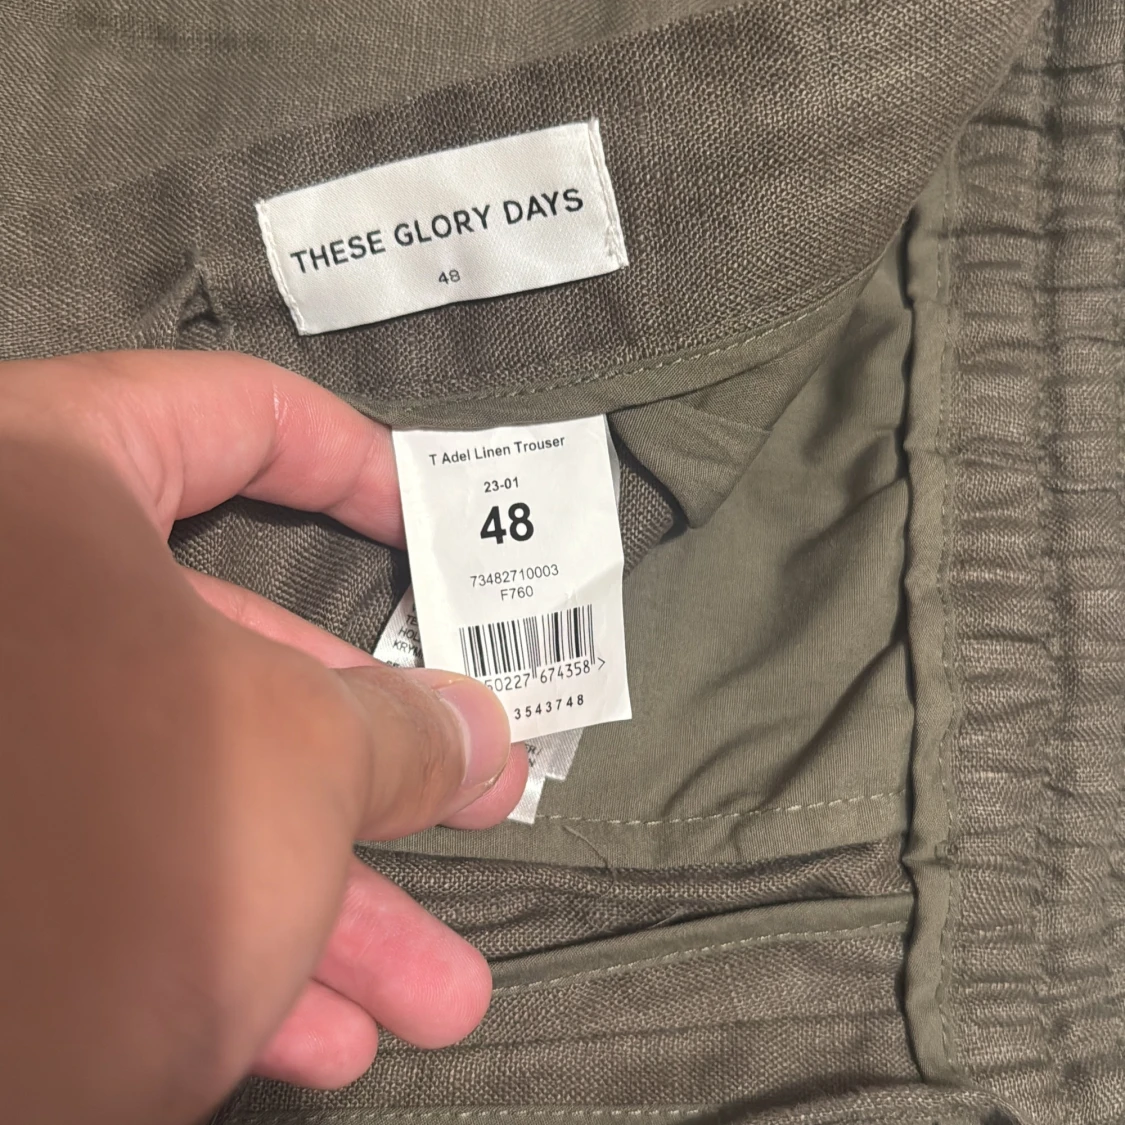 THESE GLORY DAYS
48
T Adel Linen Trouser
23-01
48
73482710003
F760
50227 674358 >
3543748